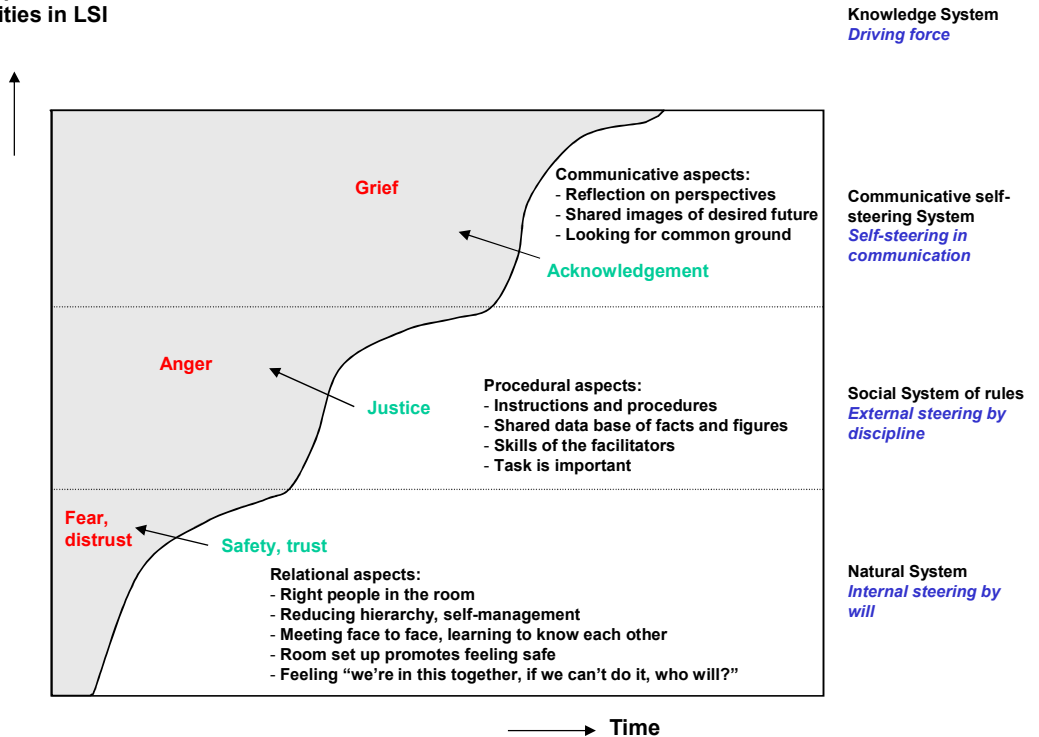 ities in LSI
Knowledge System
Driving force
Grief
Communicative aspects:
- Reflection on perspectives
- Shared images of desired future
- Looking for common ground
Acknowledgement
Communicative self-
steering System
Self-steering in
communication
Anger
Justice
Procedural aspects:
- Instructions and procedures
- Shared data base of facts and figures
- Skills of the facilitators
- Task is important
Social System of rules
External steering by
discipline
Fear,
distrust
Safety, trust
Relational aspects:
- Right people in the room
- Reducing hierarchy, self-management
- Meeting face to face, learning to know each other
- Room set up promotes feeling safe
- Feeling “we’re in this together, if we can’t do it, who will?”
Natural System
Internal steering by
will
Time